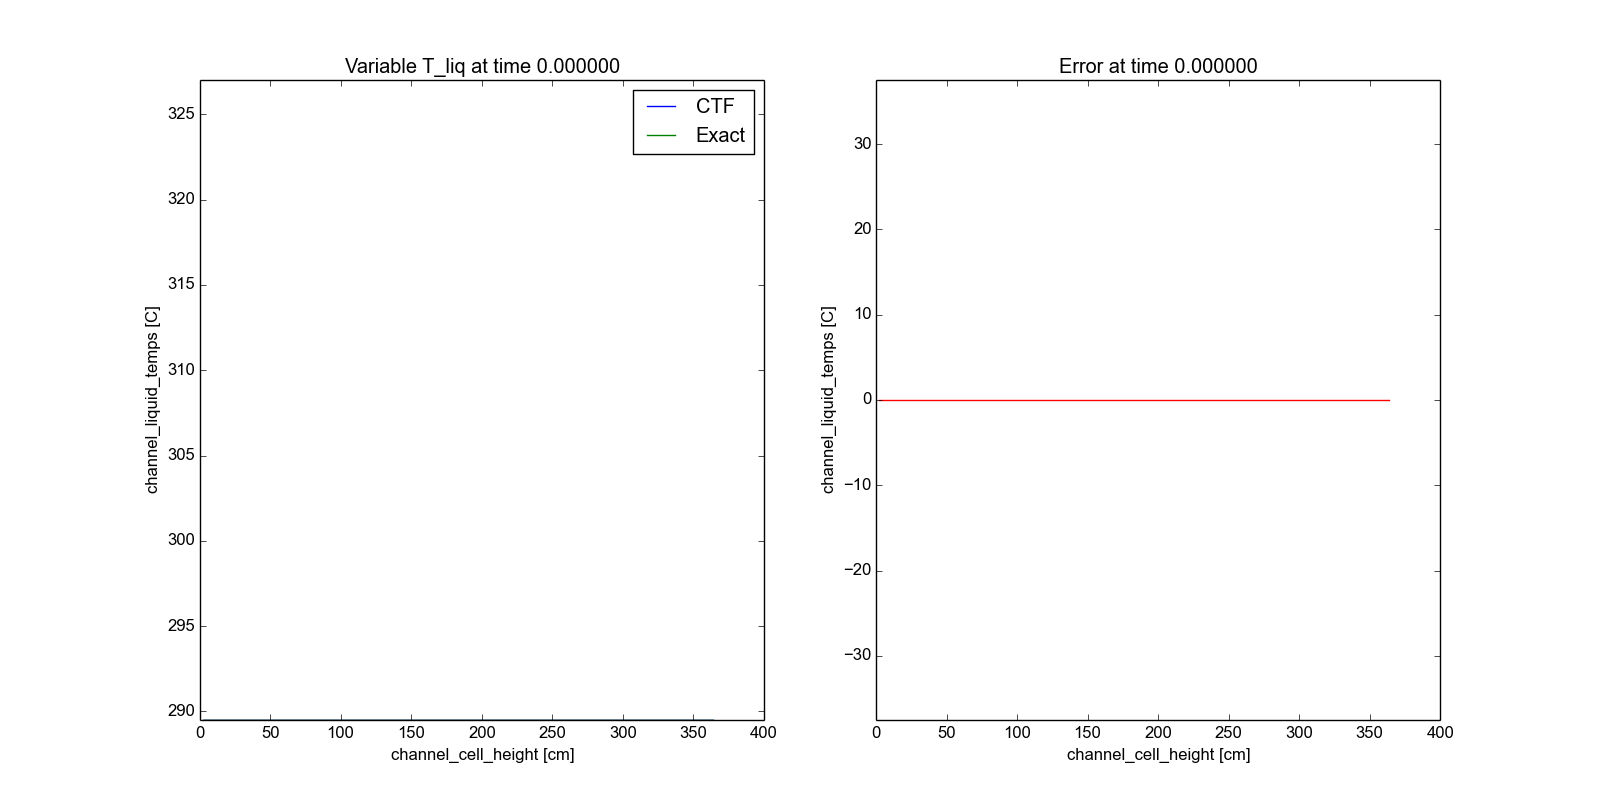 Variable T_liq at time 0.000000
CTF
Exact
325
320
315
310
305
300
295
290
channel_liquid_temps [C]
0 50 100 150 200 250 300 350 400
channel_cell_height [cm]
Error at time 0.000000
30
20
10
0
−10
−20
−30
channel_liquid_temps [C]
0 50 100 150 200 250 300 350 400
channel_cell_height [cm]